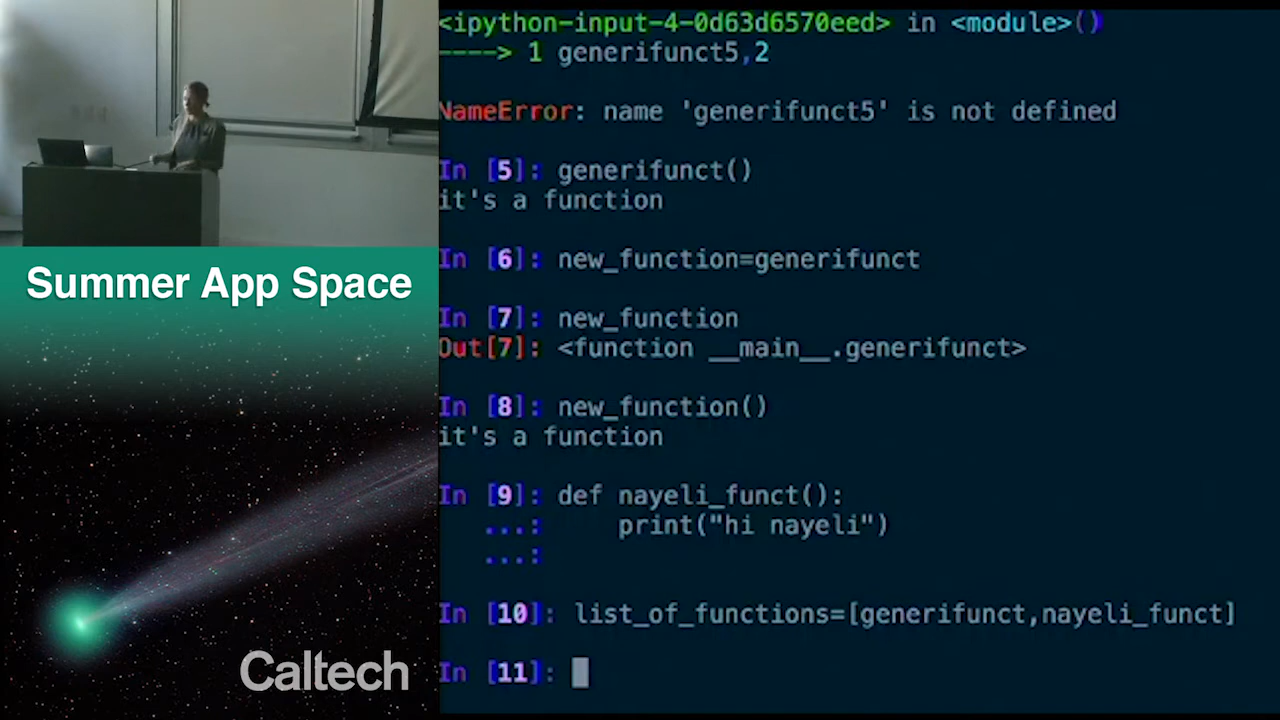 <ipython-input-4-0d63d6570eed> in <module>()
----> 1 generifunct5,2
NameError: name 'generifunct5' is not defined
In [5]: generifunct()
it's a function
In [6]: new_function=generifunct
In [7]: new_function
Out[7]: <function __main__.generifunct>
In [8]: new_function()
it's a function
In [9]: def nayeli_funct():
...: print("hi nayeli")
...:
In [10]: list_of_functions=[generifunct,nayeli_funct]
In [11]:
Summer App Space
Caltech